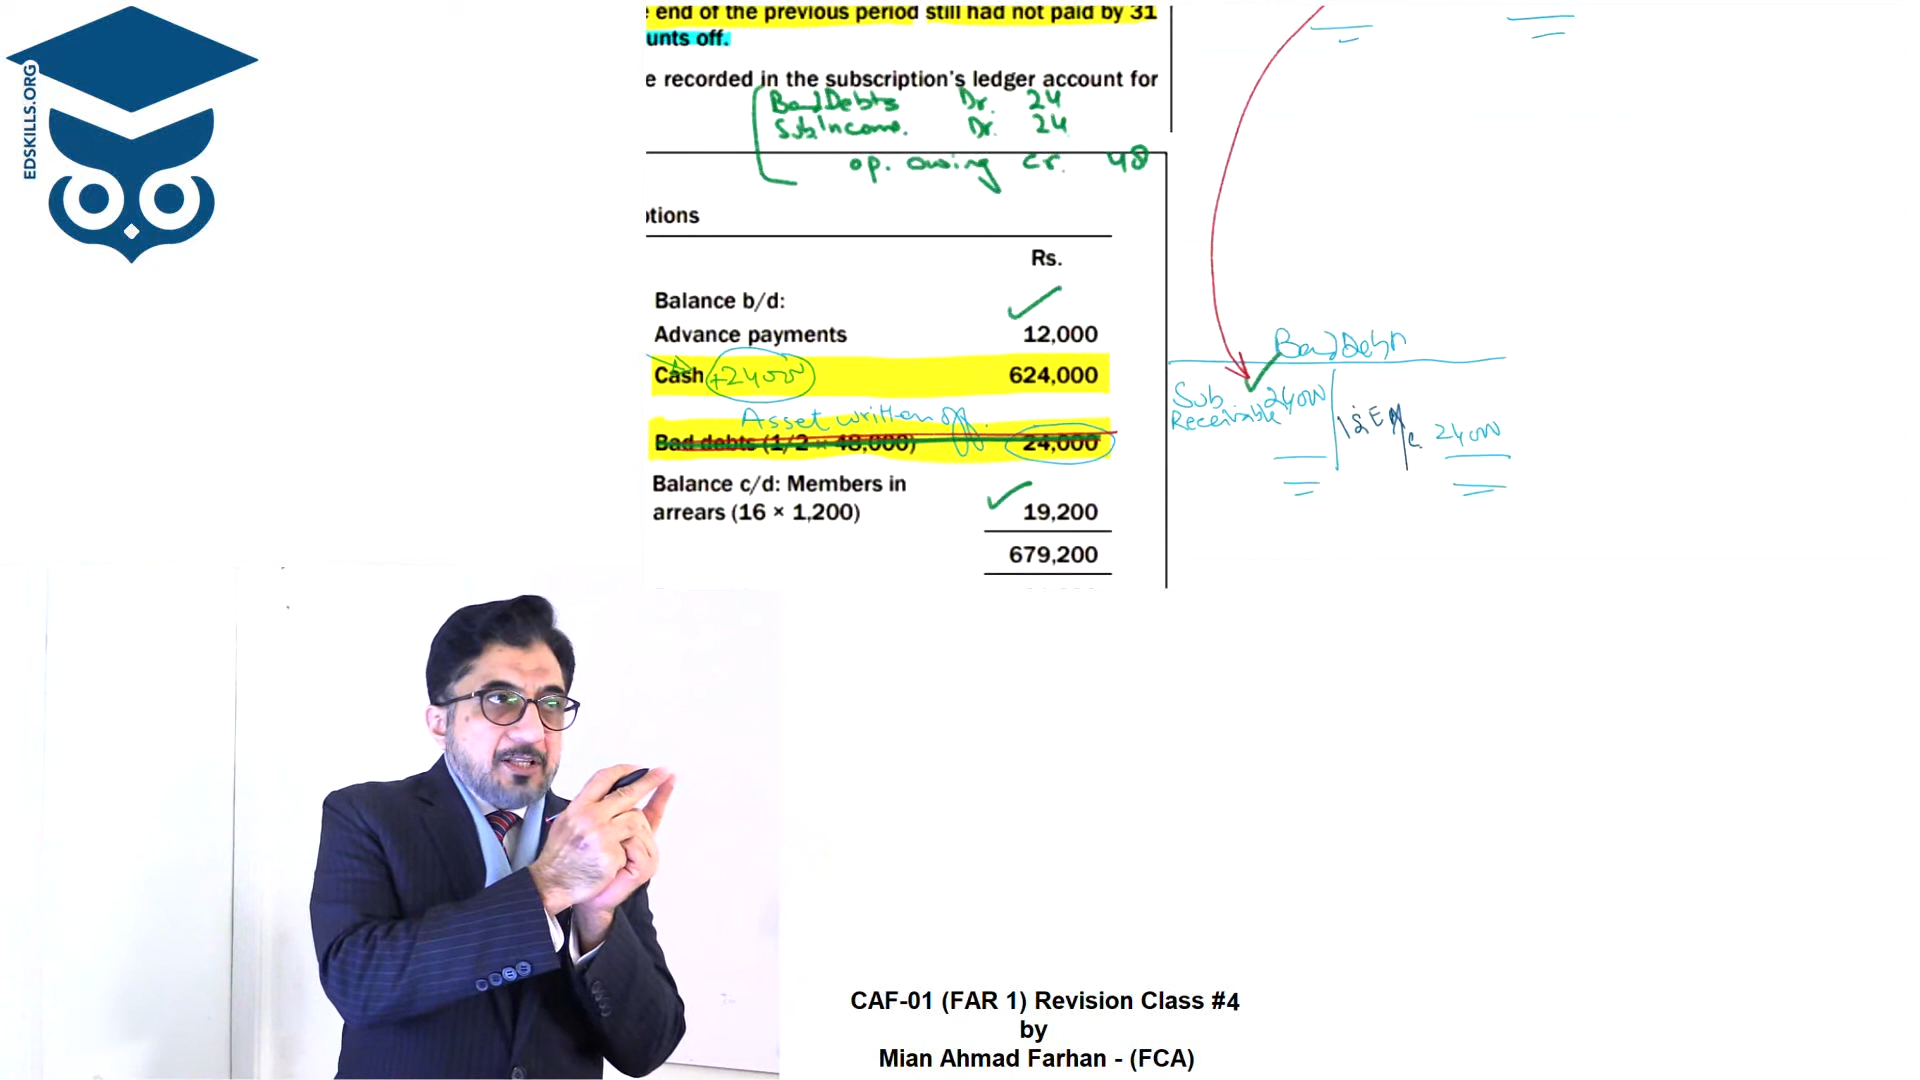 EDSKILLS.ORG
end of the previous period still had not paid by 31
unts off.
e recorded in the subscription's ledger account for
Bad Debts Dr. 24
Sub Income. Dr. 24
op. owing Cr. 48
tions
Rs.
Balance b/d:
Advance payments 12,000
Cash +24000 624,000
Asset written off.
Bad debts (1/2 × 48,000) 24,000
Balance c/d: Members in
arrears (16 × 1,200) 19,200
679,200
Bad Debt
Sub 24000
Receivable
24000
CAF-01 (FAR 1) Revision Class #4
by
Mian Ahmad Farhan - (FCA)